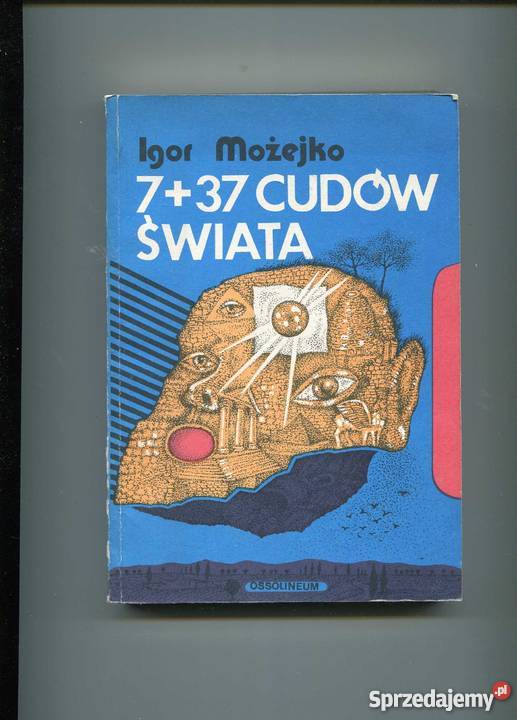 Igor Możejko
7+37 CUDÓW
ŚWIATA
OSSOLINEUM
Sprzedajemy.pl